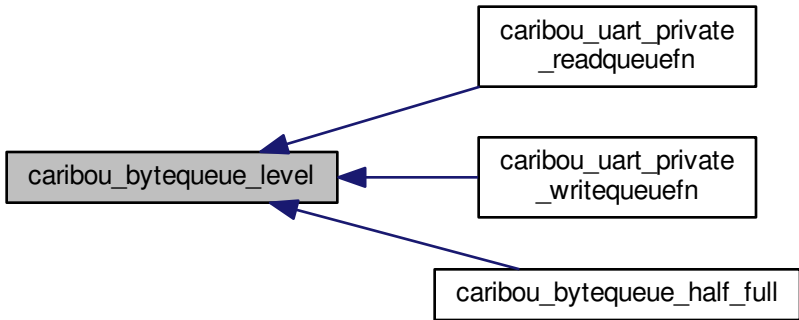 caribou_uart_private
_readqueuefn
caribou_bytequeue_level
caribou_uart_private
_writequeuefn
caribou_bytequeue_half_full